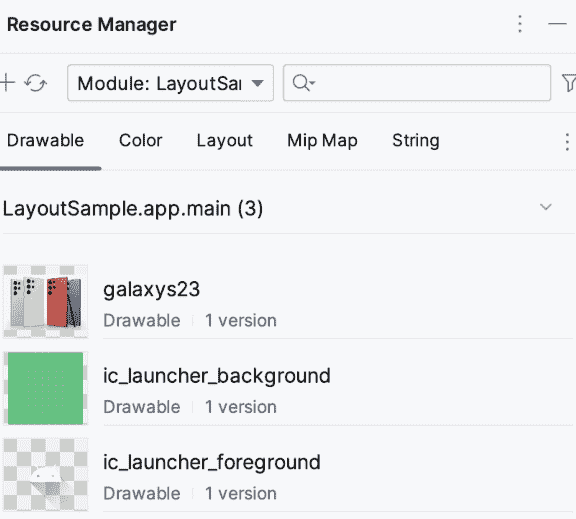 Resource Manager
Module: LayoutSa
Drawable Color Layout Mip Map String
LayoutSample.app.main (3)
galaxys23
Drawable 1 version
ic_launcher_background
Drawable 1 version
ic_launcher_foreground
Drawable 1 version